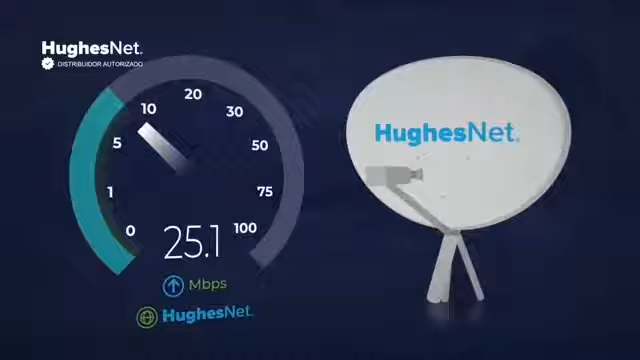 HughesNet.
DISTRIBUIDOR AUTORIZADO
0
1
5
10
20
30
50
75
100
25.1
Mbps
HughesNet.
HughesNet.